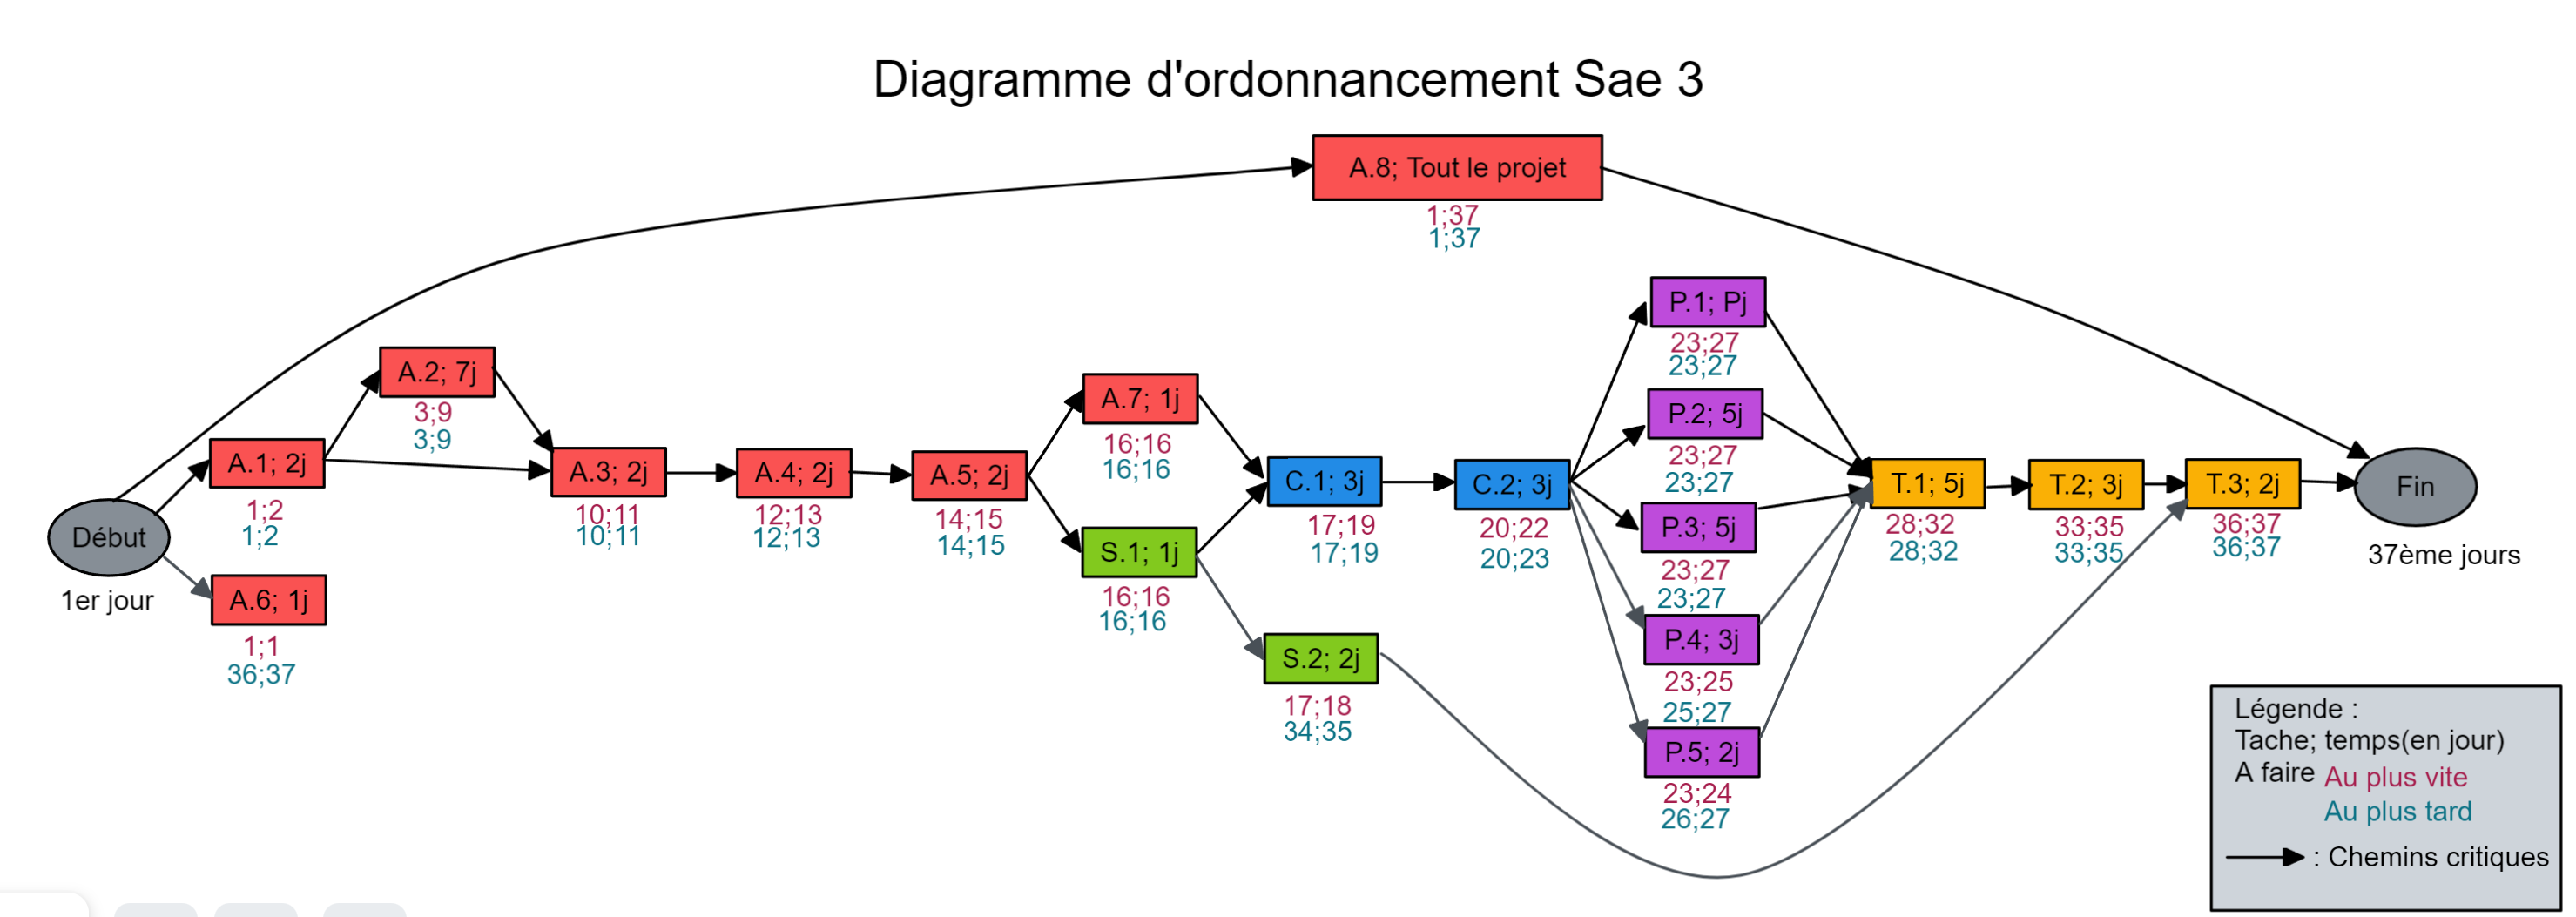 Diagramme d'ordonnancement Sae 3
A.8; Tout le projet
1;37
1;37
Début
1er jour
A.1; 2j
1;2
1;2
A.6; 1j
1;1
36;37
A.2; 7j
3;9
3;9
A.3; 2j
10;11
10;11
A.4; 2j
12;13
12;13
A.5; 2j
14;15
14;15
A.7; 1j
16;16
16;16
S.1; 1j
16;16
16;16
S.2; 2j
17;18
34;35
C.1; 3j
17;19
17;19
C.2; 3j
20;22
20;23
P.1; Pj
23;27
23;27
P.2; 5j
23;27
23;27
P.3; 5j
23;27
23;27
P.4; 3j
23;25
25;27
P.5; 2j
23;24
26;27
T.1; 5j
28;32
28;32
T.2; 3j
33;35
33;35
T.3; 2j
36;37
36;37
Fin
37ème jours
Légende :
Tache; temps(en jour)
A faire Au plus vite
Au plus tard
: Chemins critiques